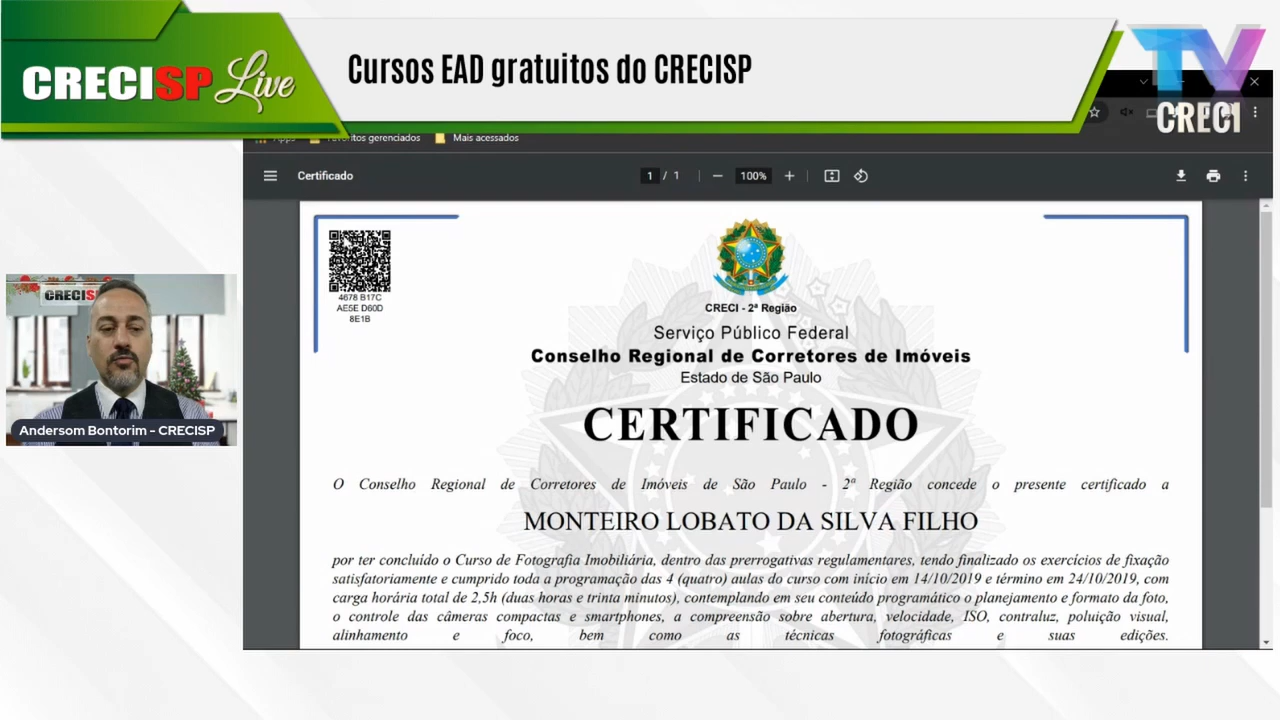 CRECISP Live
Cursos EAD gratuitos do CRECISP
TV
CRECI
Apps
Favoritos gerenciados
Mais acessados
Certificado
1 / 1
100%
4678 B17C
AE5E D60D
8E1B
CRECI - 2ª Região
Serviço Público Federal
Conselho Regional de Corretores de Imóveis
Estado de São Paulo
CERTIFICADO
O Conselho Regional de Corretores de Imóveis de São Paulo - 2ª Região concede o presente certificado a
MONTEIRO LOBATO DA SILVA FILHO
por ter concluído o Curso de Fotografia Imobiliária, dentro das prerrogativas regulamentares, tendo finalizado os exercícios de fixação
satisfatoriamente e cumprido toda a programação das 4 (quatro) aulas do curso com início em 14/10/2019 e término em 24/10/2019, com
carga horária total de 2,5h (duas horas e trinta minutos), contemplando em seu conteúdo programático o planejamento e formato da foto,
o controle das câmeras compactas e smartphones, a compreensão sobre abertura, velocidade, ISO, contraluz, poluição visual,
alinhamento e foco, bem como as técnicas fotográficas e suas edições.
CRECIS
Andersom Bontorim - CRECISP